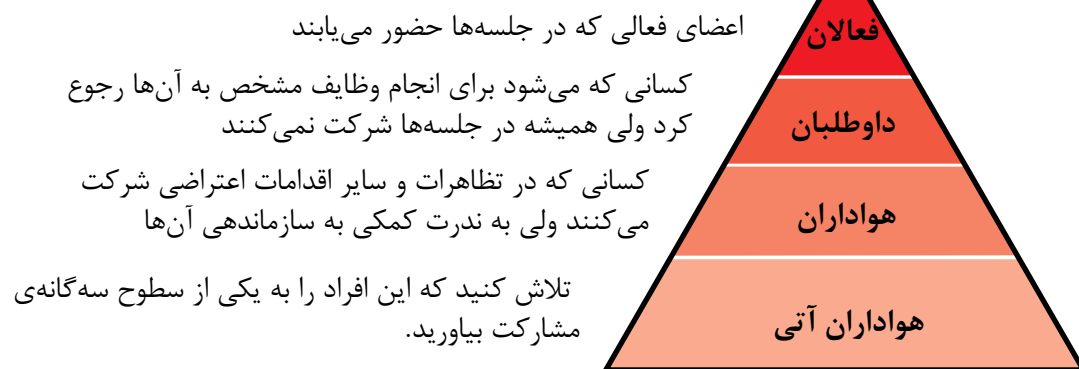 فعالان
اعضای فعالی که در جلسه‌ها حضور می‌یابند
داوطلبان
کسانی که می‌شود برای انجام وظایف مشخص به آن‌ها رجوع
کرد ولی همیشه در جلسه‌ها شرکت نمی‌کنند
هواداران
کسانی که در تظاهرات و سایر اقدامات اعتراضی شرکت
می‌کنند ولی به ندرت کمکی به سازماندهی آن‌ها
هواداران آتی
تلاش کنید که این افراد را به یکی از سطوح سه‌گانه‌ی
مشارکت بیاورید.